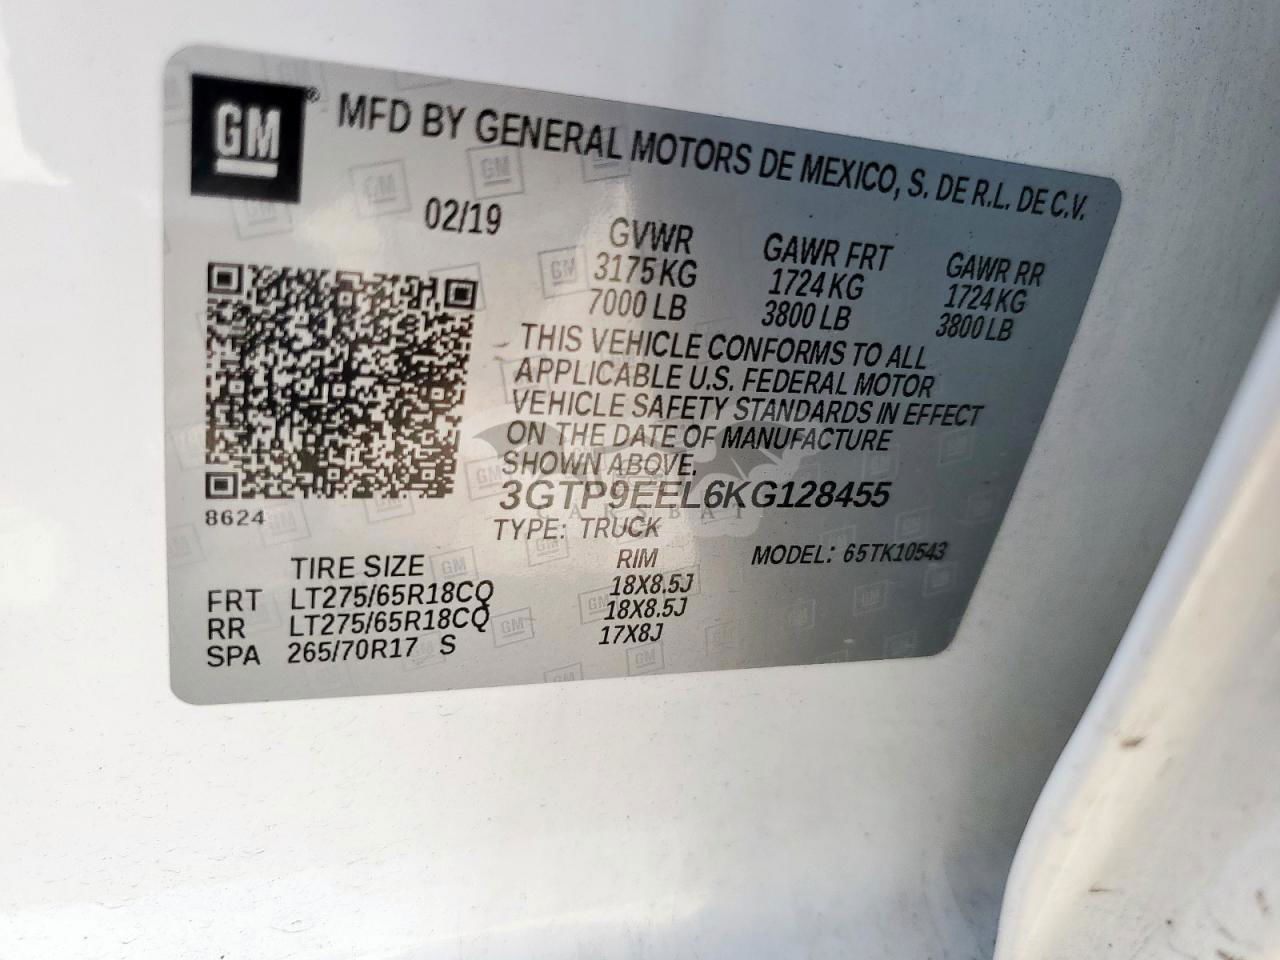 GM ® MFD BY GENERAL MOTORS DE MEXICO, S. DE R.L. DE C.V.
02/19
GVWR GAWR FRT GAWR RR
3175 KG 1724 KG 1724 KG
7000 LB 3800 LB 3800 LB
THIS VEHICLE CONFORMS TO ALL
APPLICABLE U.S. FEDERAL MOTOR
VEHICLE SAFETY STANDARDS IN EFFECT
ON THE DATE OF MANUFACTURE
SHOWN ABOVE.
3GTP9EEL6KG128455
CARSBAT
8624
TYPE: TRUCK
MODEL: 65TK10543
TIRE SIZE RIM
FRT LT275/65R18CQ 18X8.5J
RR LT275/65R18CQ 18X8.5J
SPA 265/70R17 S 17X8J